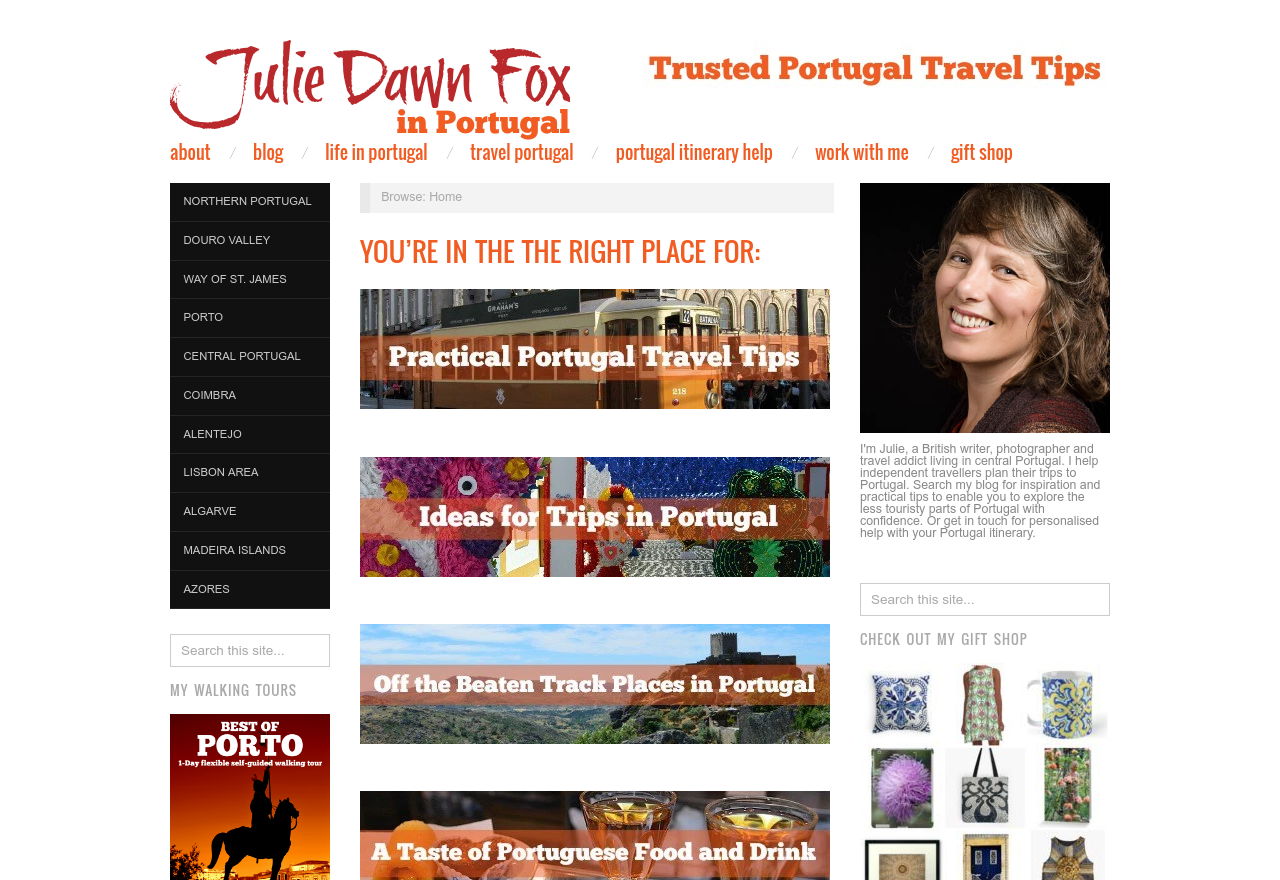 Julie Dawn Fox
in Portugal
Trusted Portugal Travel Tips
about / blog / life in portugal / travel portugal / portugal itinerary help / work with me / gift shop
NORTHERN PORTUGAL
DOURO VALLEY
WAY OF ST. JAMES
PORTO
CENTRAL PORTUGAL
COIMBRA
ALENTEJO
LISBON AREA
ALGARVE
MADEIRA ISLANDS
AZORES
Search this site...
MY WALKING TOURS
BEST OF
PORTO
1-Day flexible self-guided walking tour
Browse: Home
YOU’RE IN THE THE RIGHT PLACE FOR:
GRAHAM'S
PORT
22
BATALHA
Practical Portugal Travel Tips
218
Ideas for Trips in Portugal
Off the Beaten Track Places in Portugal
A Taste of Portuguese Food and Drink
I'm Julie, a British writer, photographer and
travel addict living in central Portugal. I help
independent travellers plan their trips to
Portugal. Search my blog for inspiration and
practical tips to enable you to explore the
less touristy parts of Portugal with
confidence. Or get in touch for personalised
help with your Portugal itinerary.
Search this site...
CHECK OUT MY GIFT SHOP